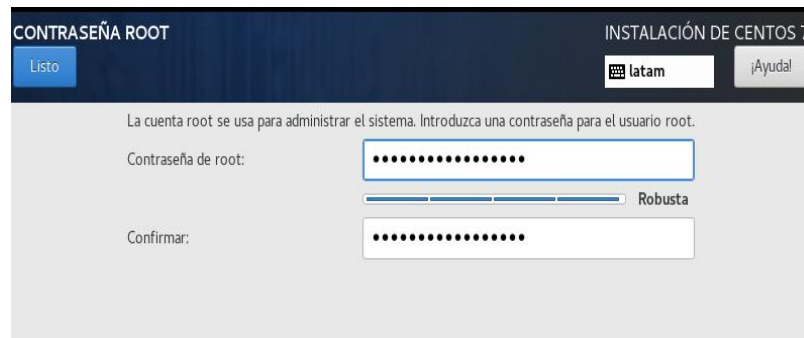 CONTRASEÑA ROOT
INSTALACIÓN DE CENTOS 7
Listo
latam
¡Ayuda!
La cuenta root se usa para administrar el sistema. Introduzca una contraseña para el usuario root.
Contraseña de root:
•••••••••••••••••
Robusta
Confirmar:
•••••••••••••••••